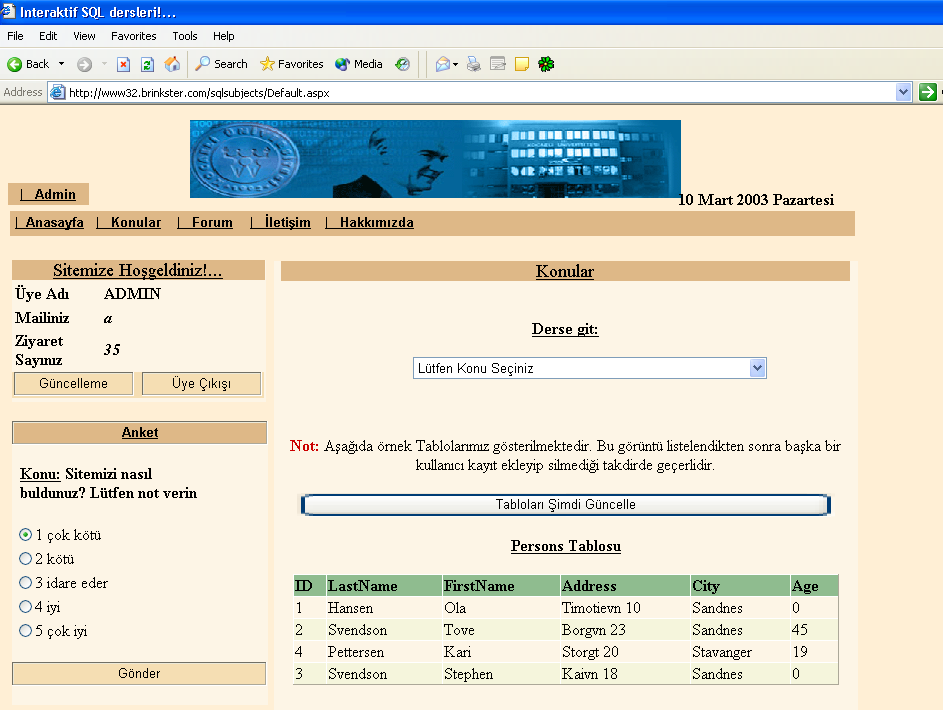 Interaktif SQL dersleri!...
File Edit View Favorites Tools Help
Back Search Favorites Media
Address http://www32.brinkster.com/sqlsubjects/Default.aspx
| Admin
10 Mart 2003 Pazartesi
| Anasayfa | Konular | Forum | İletişim | Hakkımızda
Sitemize Hoşgeldiniz!...
Üye Adı ADMIN
Mailiniz a
Ziyaret
Sayınız 35
Güncelleme Üye Çıkışı
Anket
Konu: Sitemizi nasıl
buldunuz? Lütfen not verin
1 çok kötü
2 kötü
3 idare eder
4 iyi
5 çok iyi
Gönder
Konular
Derse git:
Lütfen Konu Seçiniz
Not: Aşağıda örnek Tablolarımız gösterilmektedir. Bu görüntü listelendikten sonra başka bir
kullanıcı kayıt ekleyip silmediği takdirde geçerlidir.
Tabloları Şimdi Güncelle
Persons Tablosu
ID LastName FirstName Address City Age
1 Hansen Ola Timotievn 10 Sandnes 0
2 Svendson Tove Borgvn 23 Sandnes 45
4 Pettersen Kari Storgt 20 Stavanger 19
3 Svendson Stephen Kaivn 18 Sandnes 0